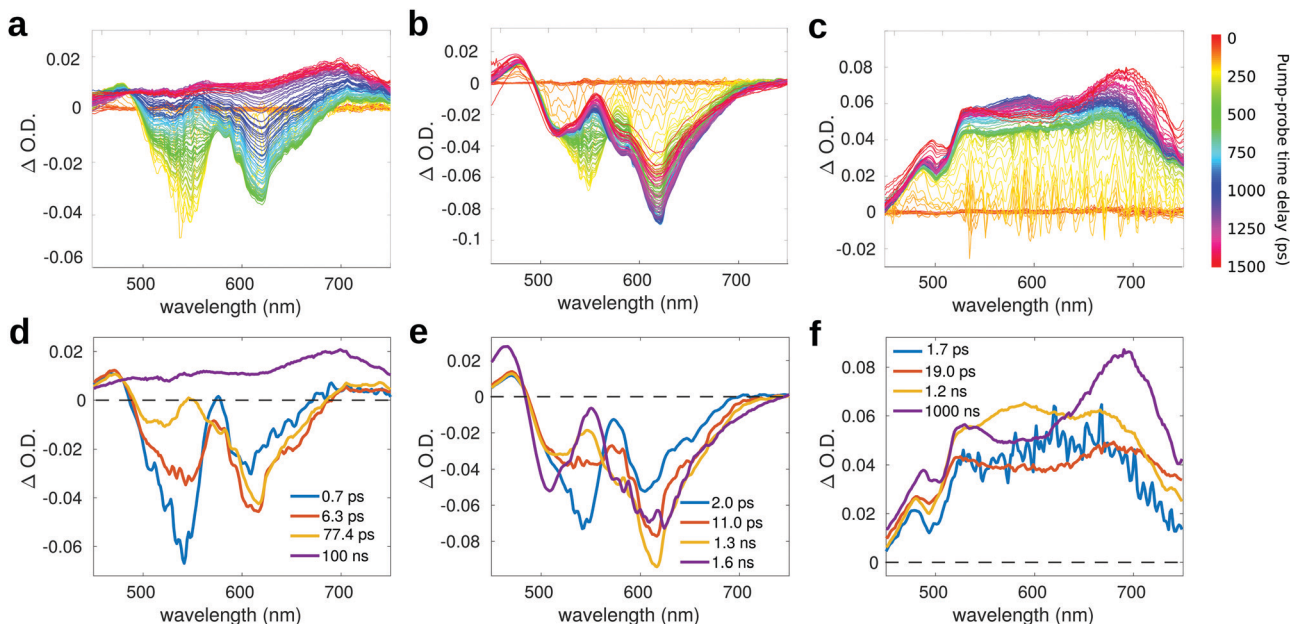 a
0.02
0
-0.02
-0.04
-0.06
Δ O.D.
500
600
700
wavelength (nm)
b
0.02
0
-0.02
-0.04
-0.06
-0.08
-0.1
Δ O.D.
500
600
700
wavelength (nm)
c
0.08
0.06
0.04
0.02
0
-0.02
Δ O.D.
500
600
700
wavelength (nm)
0
250
500
750
1000
1250
1500
Pump-probe time delay (ps)
d
0.02
0
-0.02
-0.04
-0.06
Δ O.D.
0.7 ps
6.3 ps
77.4 ps
100 ns
500
600
700
wavelength (nm)
e
0.02
0
-0.02
-0.04
-0.06
-0.08
Δ O.D.
2.0 ps
11.0 ps
1.3 ns
1.6 ns
500
600
700
wavelength (nm)
f
0.08
0.06
0.04
0.02
0
Δ O.D.
1.7 ps
19.0 ps
1.2 ns
1000 ns
500
600
700
wavelength (nm)